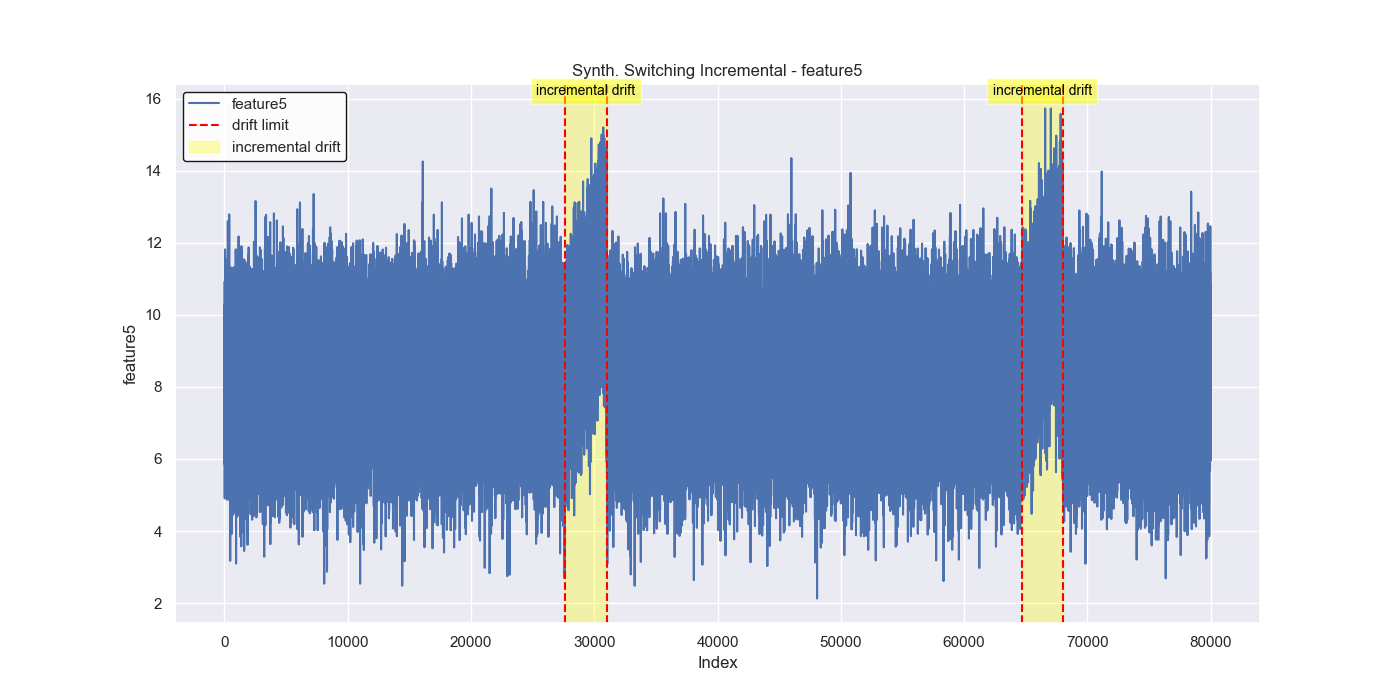 Synth. Switching Incremental - feature5
incremental drift
incremental drift
feature5
drift limit
incremental drift
16
14
12
10
8
6
4
2
feature5
0
10000
20000
30000
40000
50000
60000
70000
80000
Index